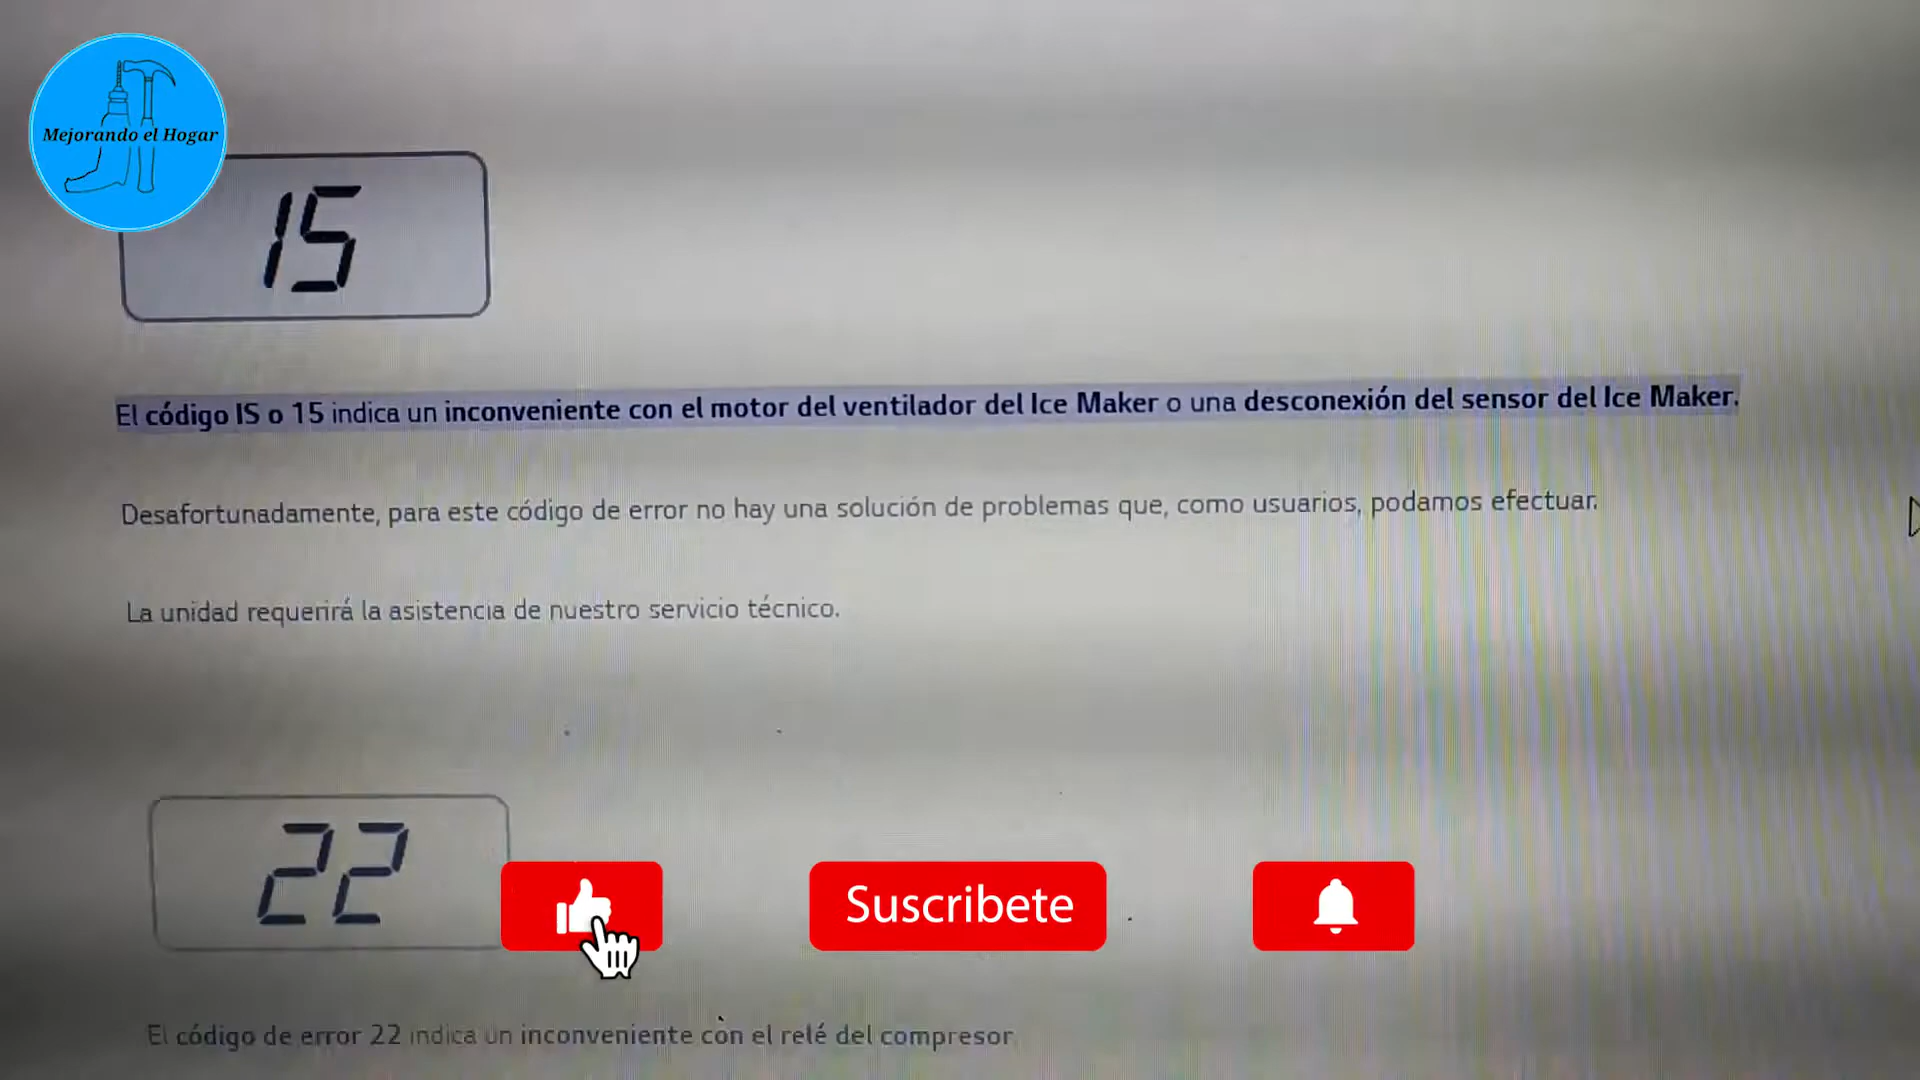 Mejorando el Hogar
15
El código IS o 15 indica un inconveniente con el motor del ventilador del Ice Maker o una desconexión del sensor del Ice Maker.
Desafortunadamente, para este código de error no hay una solución de problemas que, como usuarios, podamos efectuar.
La unidad requerirá la asistencia de nuestro servicio técnico.
22
Suscribete
El código de error 22 indica un inconveniente con el relé del compresor